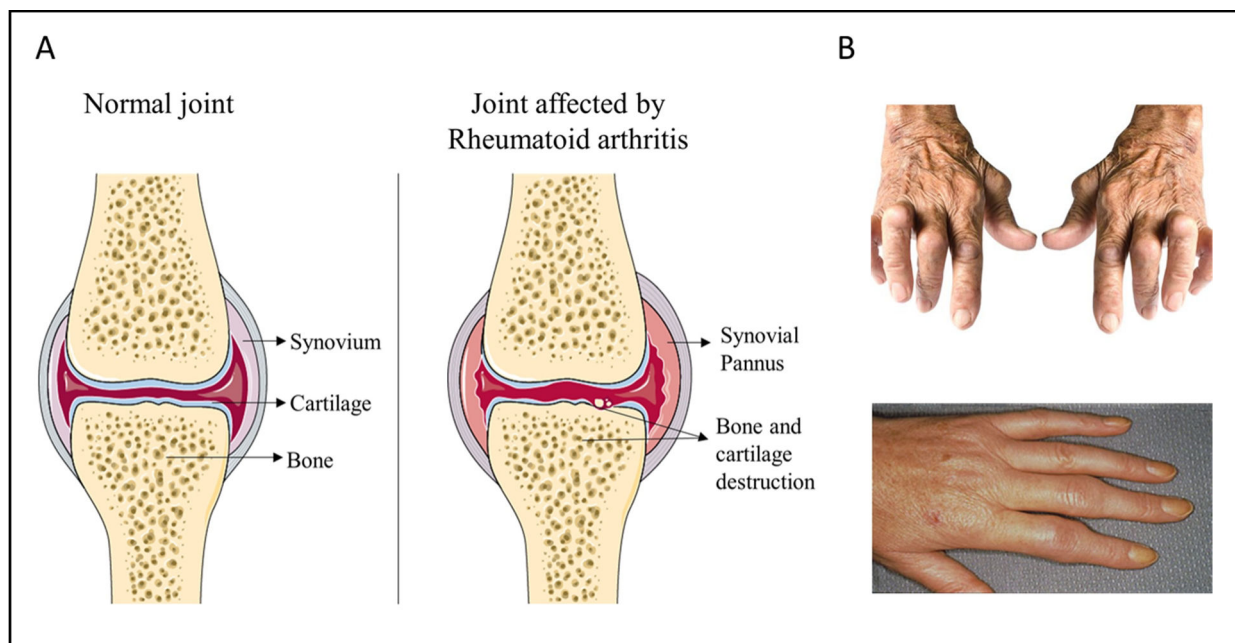 A
B
Normal joint
Joint affected by
Rheumatoid arthritis
Synovium
Cartilage
Bone
Synovial
Pannus
Bone and
cartilage
destruction